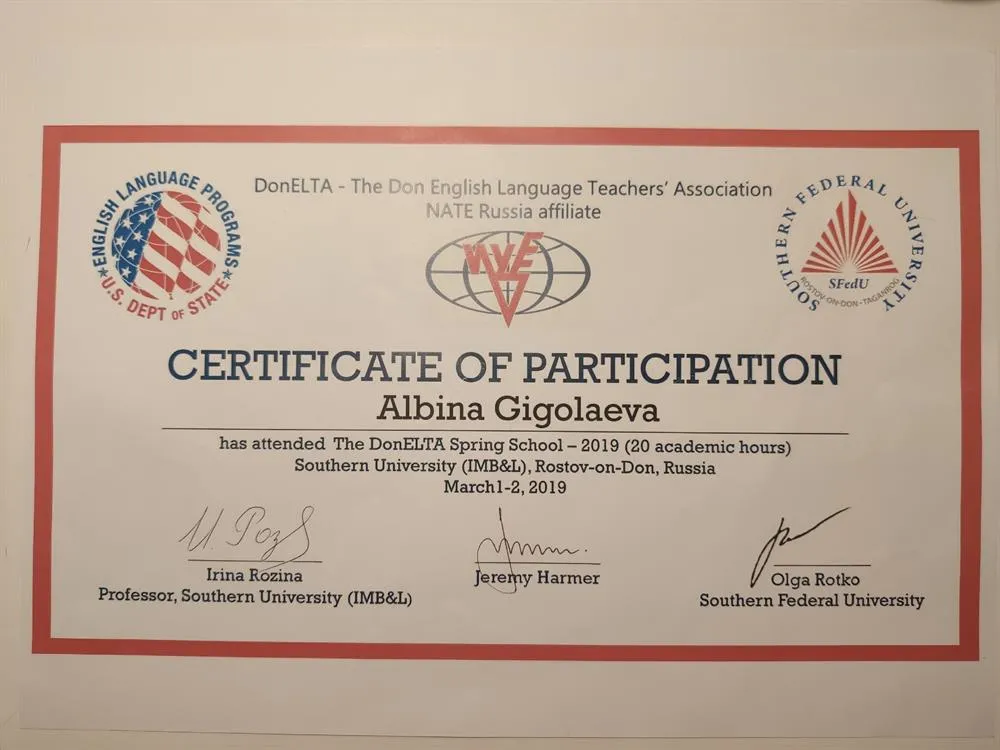 ENGLISH LANGUAGE PROGRAMS
U.S. DEPT OF STATE
DonELTA - The Don English Language Teachers' Association
NATE Russia affiliate
SOUTHERN FEDERAL UNIVERSITY
SFedU
ROSTOV-ON-DON-TAGANROG
CERTIFICATE OF PARTICIPATION
Albina Gigolaeva
has attended The DonELTA Spring School – 2019 (20 academic hours)
Southern University (IMB&L), Rostov-on-Don, Russia
March1-2, 2019
Irina Rozina
Professor, Southern University (IMB&L)
Jeremy Harmer
Olga Rotko
Southern Federal University